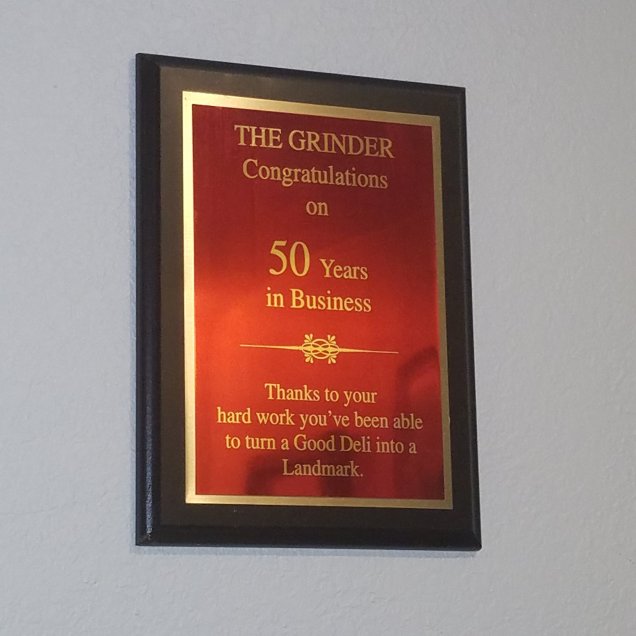 THE GRINDER
Congratulations
on
50 Years
in Business
Thanks to your
hard work you've been able
to turn a Good Deli into a
Landmark.